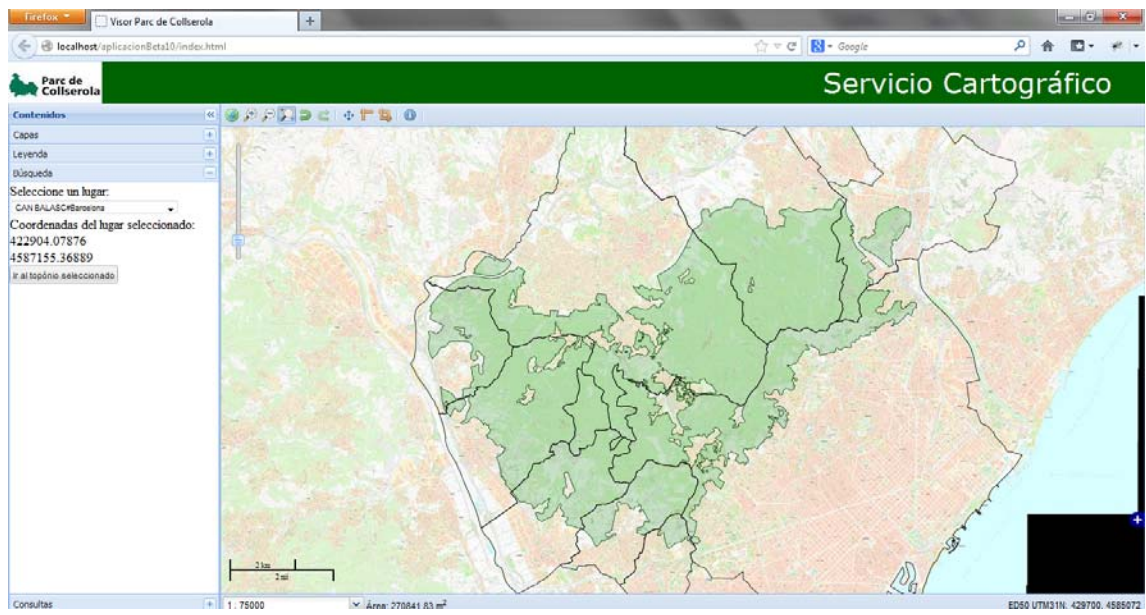 Firefox
Visor Parc de Collserola
localhost/aplicacionBeta10/index.html
Google
Parc de
Collserola
Servicio Cartográfico
Contenidos
Capas
Leyenda
Búsqueda
Seleccione un lugar:
CAN BALASC#Barcelona
Coordenadas del lugar seleccionado:
422904.07876
4587155.36889
Ir al topónio seleccionado
2 km
2 mi
Consultas
1 : 75000
Área: 270841.83 m²
ED50 UTM31N: 429700, 4585072